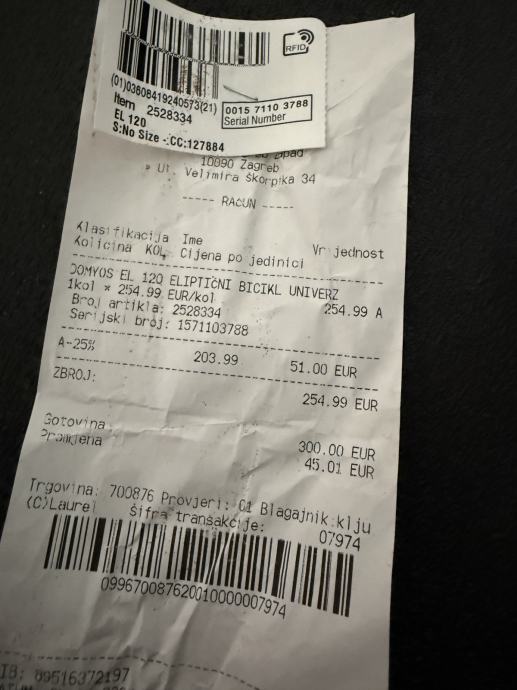 RFID
(01)03608419240573(21)
0015 7110 3788
Serial Number
Item 2528334
EL 120
S:No Size - CC:127884
10090 Zagreb
Ul. Velimira Škorpika 34
----- RAČUN -----
Klasifikacija Ime Vrijednost
Kolicina KOL Cijena po jedinici
DOMYOS EL 120 ELIPTIČNI BICIKL UNIVERZ
1kol * 254.99 EUR/kol 254.99 A
Broj artikla: 2528334
Serijski broj: 1571103788
A-25% 203.99 51.00 EUR
ZBROJ: 254.99 EUR
Gotovina 300.00 EUR
Promjena 45.01 EUR
Trgovina: 700876 Provjeri: 01 Blagajnik:klju
(C)Laurel Šifra transakcije: 07974
099670087620010000007974